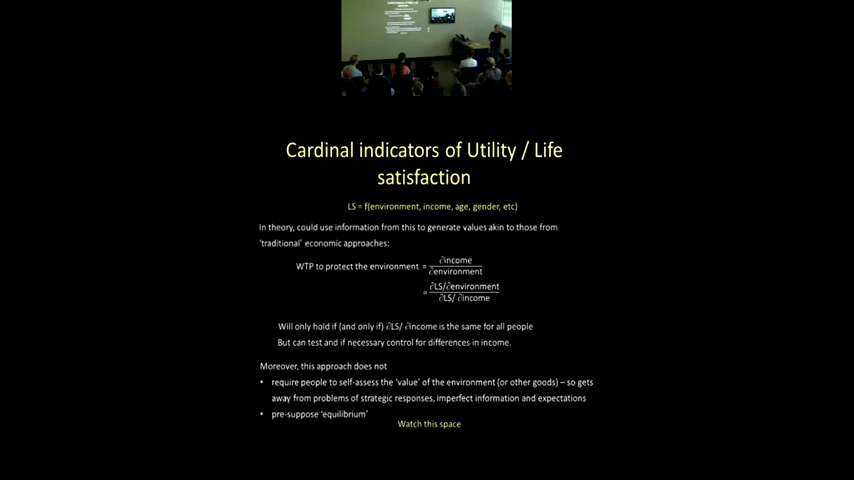 Cardinal indicators of Utility / Life
satisfaction
LS = f(environment, income, age, gender, etc)
In theory, could use information from this to generate values akin to those from
‘traditional’ economic approaches:
WTP to protect the environment = ∂income
∂environment
= ∂LS/∂environment
∂LS/ ∂income
Will only hold if (and only if) ∂LS/ ∂income is the same for all people
But can test and if necessary control for differences in income.
Moreover, this approach does not
• require people to self-assess the ‘value’ of the environment (or other goods) – so gets
away from problems of strategic responses, imperfect information and expectations
• pre-suppose ‘equilibrium’
Watch this space